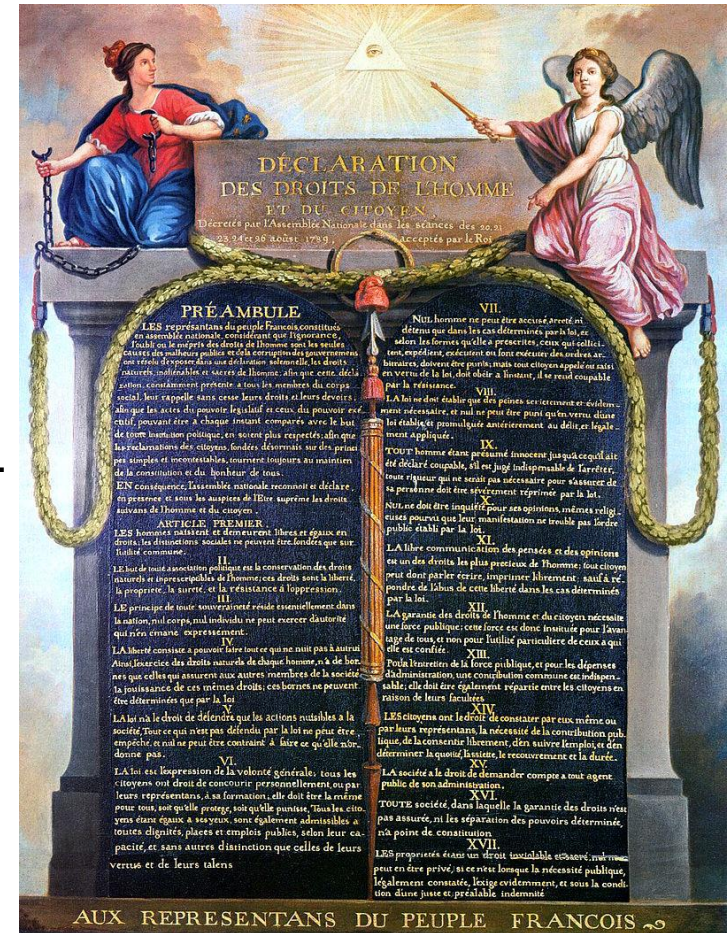 DÉCLARATION
DES DROITS DE L'HOMME
ET DU CITOYEN,
Décretés par l'Assemblée Nationale dans les séances des 20. 21
23. 24 et 26 aoûst 1789, acceptés par le Roi
PRÉAMBULE
LES représantans du peuple Francois, constitués
en assemblée nationale, considérant que l'ignorance,
l'oubli ou le mépris des droits de l'homme sont les seules
causes des malheurs publics et de la corruption des gouvernemens
ont résolu d'exposer dans une déclaration solemnelle, les droits
naturels, inaliénables et sacrés de l'homme; afin que cette décla
ration, constamment présente a tous les membres du corps
social, leur rappelle sans cesse leurs droits et leurs devoirs;
afin que les actes du pouvoir legislatif et ceux du pouvoir exé
cutif, pouvant être a chaque instant comparés avec le but
de toute institution politique, en soient plus respectés; afin que
les reclamations des citoyens, fondées désormais sur des princi
pes simples et incontestables, tournent toujours au maintien
de la constitution et du bonheur de tous.
EN conséquence, l'assemblée nationale reconnoit et déclare,
en presence et sous les auspices de l'Etre suprême les droits
suivans de l'homme et du citoyen.
ARTICLE PREMIER.
LES hommes naissent et demeurent libres et égaux en
droits; les distinctions sociales ne peuvent être fondées que sur
l'utilité commune.
II.
LE but de toute association politique est la conservation des droits
naturels et inprescriptibles de l'homme; ces droits sont la liberté,
la propriete, la sureté, et la résistance à l'oppression.
III.
LE principe de toute souveraineté réside essentiellement dans
la nation, nul corps, nul individu ne peut exercer d'autorité
qui n'en emane expressement.
IV.
LA liberté consiste a pouvoir faire tout ce qui ne nuit pas à autrui
Ainsi, l'exercice des droits naturels de chaque homme, n'a de bor
nes que celles qui assurent aux autres membres de la société
la jouissance de ces mêmes droits; ces bornes ne peuvent
être déterminées que par la loi
V.
LA loi n'a le droit de défendre que les actions nuisibles a la
société, Tout ce qui n'est pas défendu par la loi ne peut être
empêché, et nul ne peut être contraint à faire ce qu'elle n'or-
donne pas.
VI.
LA loi est l'expression de la volonté générale; tous les
citoyens ont droit de concourir personnellement, ou par
leurs représentans, à sa formation; elle doit être la même
pour tous, soit qu'elle protege, soit qu'elle punisse, Tous les cito
yens étant égaux a ses yeux, sont également admissibles à
toutes dignités, places et emplois publics, selon leur ca-
pacité, et sans autres distinction que celles de leurs
vertus et de leurs talens
VII.
NUL homme ne peut être accusé, arreté, ni
détenu que dans les cas déterminés par la loi, et
selon les formes qu'elle a prescrites, ceux qui sollici-
tent, expédient, exécutent ou font exécuter des ordres ar-
bitraires, doivent être punis; mais tout citoyen appelé ou saisi
en vertu de la loi, doit obéir a l'instant, il se rend coupable
par la résistance.
VIII.
LA loi ne doit établir que des peines strictement et évidem-
ment nécessaire, et nul ne peut être puni qu'en vertu d'une
loi établie et promulguée antérierement au délit, et légale-
ment appliquée.
IX.
TOUT homme étant présumé innocent jusqu'a ce qu'il ait
été déclaré coupable, s'il est jugé indispensable de l'arrêter,
toute rigueur qui ne serait pas nécessaire pour s'assurer de
sa personne doit être sévèrement réprimée par la loi.
X.
NUL ne doit être inquiété pour ses opinions, mêmes religi-
euses pourvu que leur manifestation ne trouble pas l'ordre
public établi par la loi.
XI.
LA libre communication des pensées et des opinions
est un des droits les plus precieux de l'homme; tout citoyen
peut dont parler écrire, imprimer librement; sauf à ré-
pondre de l'abus de cette liberté dans les cas déterminés
par la loi.
XII.
LA garantie des droits de l'homme et du citoyen nécessite
une force publique; cette force est donc instituée pour l'avan
tage de tous, et non pour l'utilité particuliere de ceux a qui
elle est confiée.
XIII.
Pour l'entretien de la force publique, et pour les dépenses
d'administration, une contribution commune est indispen-
sable; elle doit être également répartie entre les citoyens en
raison de leurs facultées
XIV.
LES citoyens ont le droit de constater par eux même ou
par leurs représentans, la nécessité de la contribution pub-
lique, de la consentir librement, d'en suivre l'emploi, et d'en
déterminer la quotité, l'assiette, le recouvrement et la durée.
XV.
LA société a le droit de demander compte a tout agent
public de son administration.
XVI.
TOUTE société, dans laquelle la garantie des droits n'est
pas assurée, ni les séparation des pouvoirs déterminée,
n'a point de constitution
XVII.
LES proprietés étant un droit inviolable et sacré, nul ne
peut en être privé, si ce n'est lorsque la nécessité publique,
légalement constatée, l'exige evidemment, et sous la condi-
tion d'une juste et préalable indemnité
AUX REPRESENTANS DU PEUPLE FRANCOIS